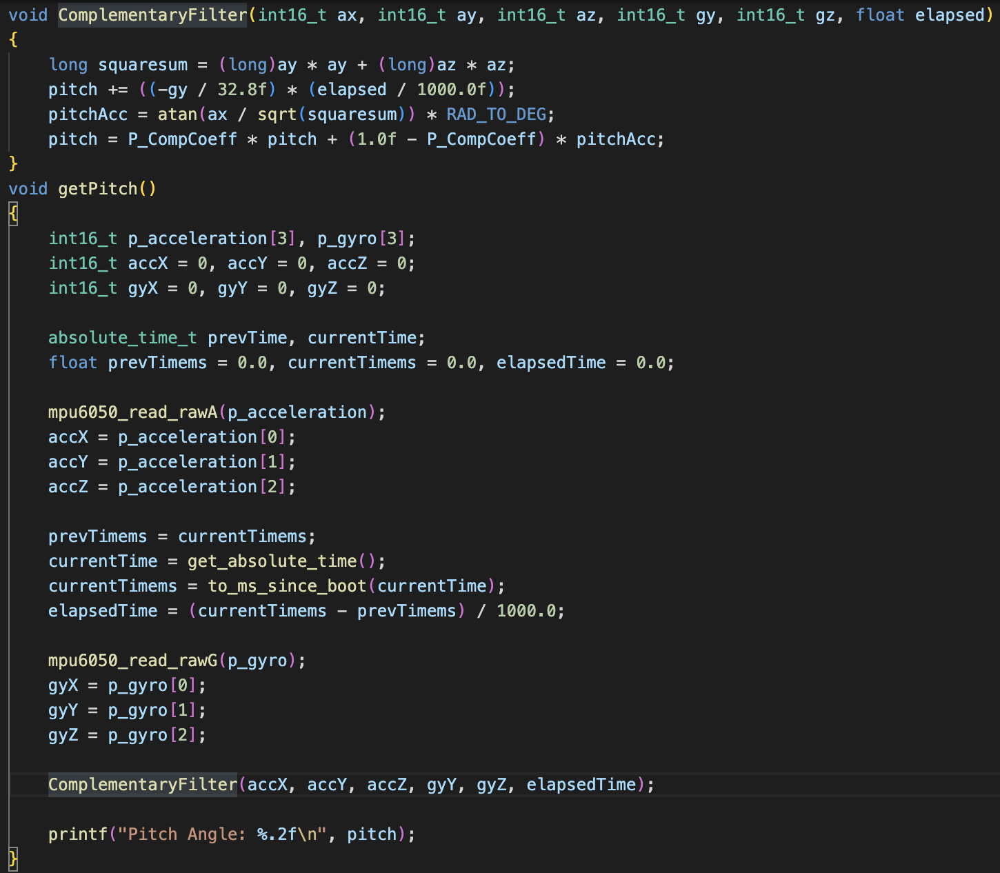 void ComplementaryFilter(int16_t ax, int16_t ay, int16_t az, int16_t gy, int16_t gz, float elapsed)
{
    long squaresum = (long)ay * ay + (long)az * az;
    pitch += ((-gy / 32.8f) * (elapsed / 1000.0f));
    pitchAcc = atan(ax / sqrt(squaresum)) * RAD_TO_DEG;
    pitch = P_CompCoeff * pitch + (1.0f - P_CompCoeff) * pitchAcc;
}
void getPitch()
{
    int16_t p_acceleration[3], p_gyro[3];
    int16_t accX = 0, accY = 0, accZ = 0;
    int16_t gyX = 0, gyY = 0, gyZ = 0;

    absolute_time_t prevTime, currentTime;
    float prevTimems = 0.0, currentTimems = 0.0, elapsedTime = 0.0;

    mpu6050_read_rawA(p_acceleration);
    accX = p_acceleration[0];
    accY = p_acceleration[1];
    accZ = p_acceleration[2];

    prevTimems = currentTimems;
    currentTime = get_absolute_time();
    currentTimems = to_ms_since_boot(currentTime);
    elapsedTime = (currentTimems - prevTimems) / 1000.0;

    mpu6050_read_rawG(p_gyro);
    gyX = p_gyro[0];
    gyY = p_gyro[1];
    gyZ = p_gyro[2];

    ComplementaryFilter(accX, accY, accZ, gyY, gyZ, elapsedTime);

    printf("Pitch Angle: %.2f\n", pitch);
}